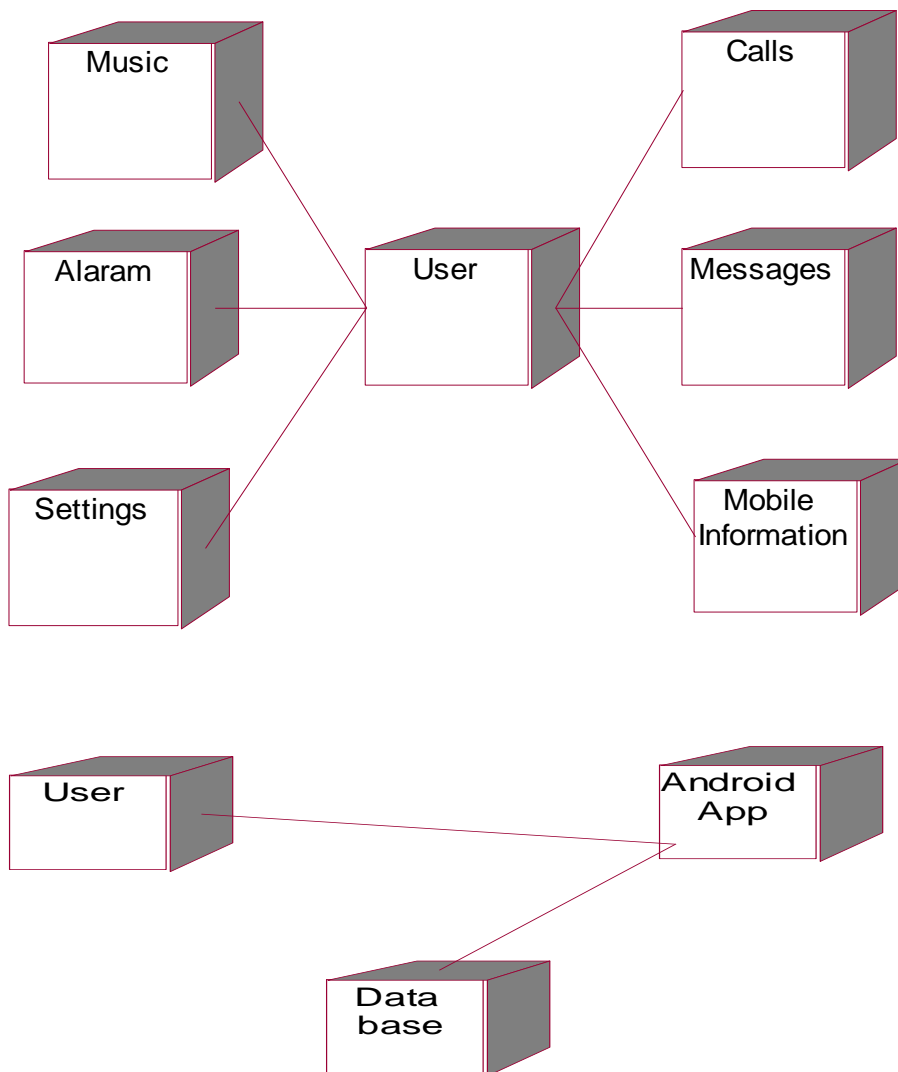 Music
Calls
Alaram
User
Messages
Settings
Mobile
Information
User
Android
App
Data
base